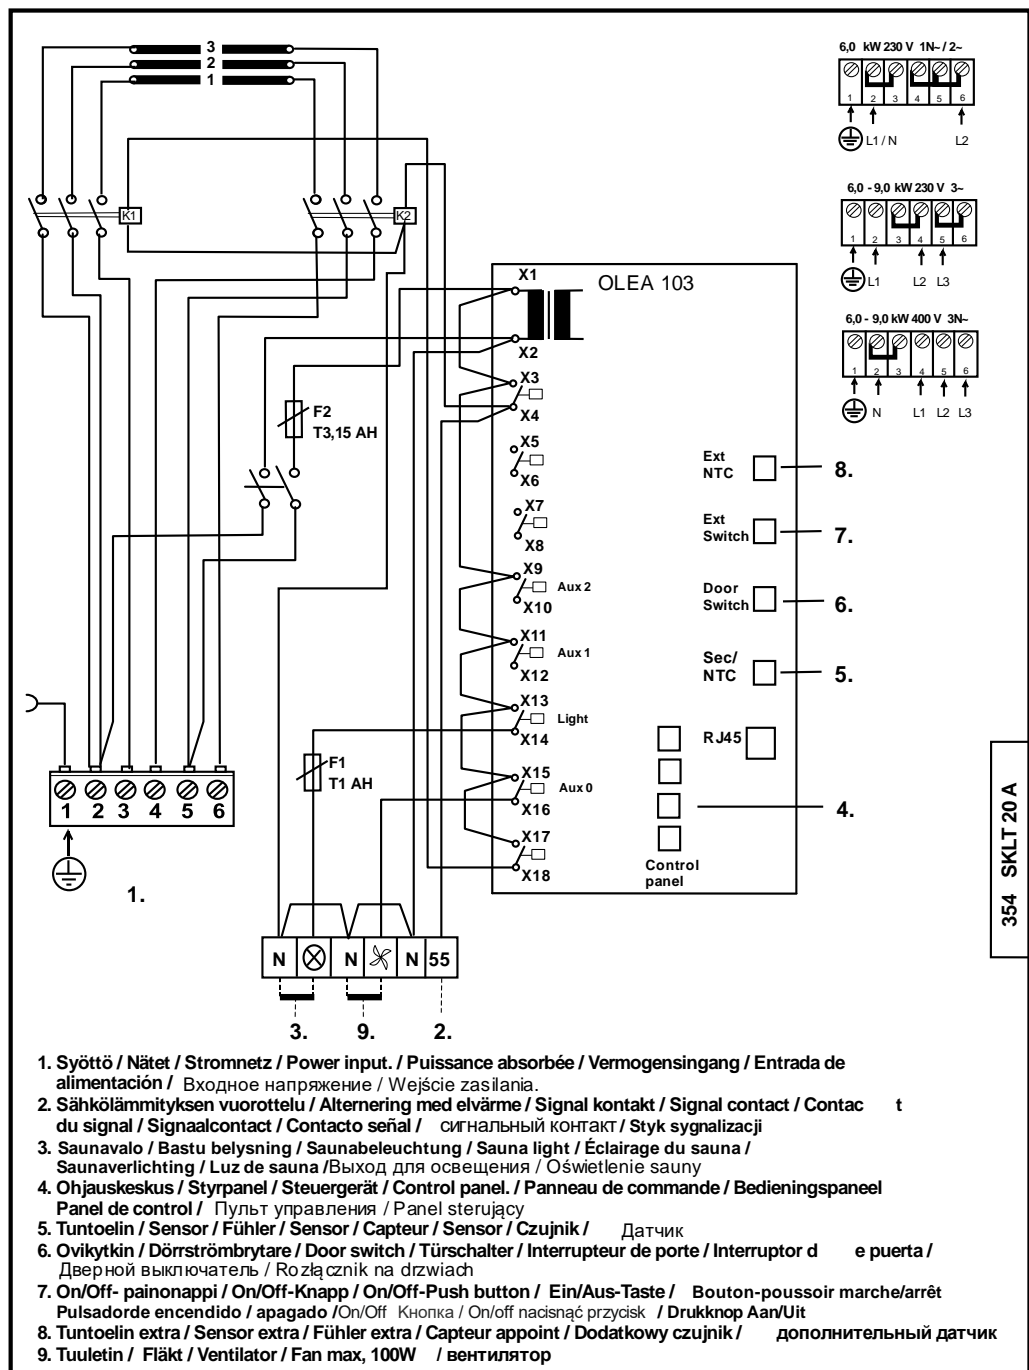 3
2
1
6,0 kW 230 V 1N~ / 2~
1 2 3 4 5 6
L1 / N L2
K1
K2
6,0 - 9,0 kW 230 V 3~
1 2 3 4 5 6
L1 L2 L3
6,0 - 9,0 kW 400 V 3N~
1 2 3 4 5 6
N L1 L2 L3
OLEA 103
X1
X2
X3
X4
X5
X6
X7
X8
X9
Aux 2
X10
X11
Aux 1
X12
X13
Light
X14
X15
Aux 0
X16
X17
X18
F2
T3,15 AH
F1
T1 AH
Ext
NTC
8.
Ext
Switch
7.
Door
Switch
6.
Sec/
NTC
5.
RJ45
4.
Control
panel
1 2 3 4 5 6
1.
N N N 55
3. 9. 2.
354 SKLT 20 A
1. Syöttö / Nätet / Stromnetz / Power input. / Puissance absorbée / Vermogensingang / Entrada de
alimentación / Входное напряжение / Wejście zasilania.
2. Sähkölämmityksen vuorottelu / Alternering med elvärme / Signal kontakt / Signal contact / Contac t
du signal / Signaalcontact / Contacto señal / сигнальный контакт / Styk sygnalizacji
3. Saunavalo / Bastu belysning / Saunabeleuchtung / Sauna light / Éclairage du sauna /
Saunaverlichting / Luz de sauna /Выход для освещения / Oświetlenie sauny
4. Ohjauskeskus / Styrpanel / Steuergerät / Control panel. / Panneau de commande / Bedieningspaneel
Panel de control / Пульт управления / Panel sterujący
5. Tuntoelin / Sensor / Fühler / Sensor / Capteur / Sensor / Czujnik / Датчик
6. Ovikytkin / Dörrströmbrytare / Door switch / Türschalter / Interrupteur de porte / Interruptor d e puerta /
Дверной выключатель / Rozłącznik na drzwiach
7. On/Off- painonappi / On/Off-Knapp / On/Off-Push button / Ein/Aus-Taste / Bouton-poussoir marche/arrêt
Pulsadorde encendido / apagado /On/Off Кнопка / On/off nacisnąć przycisk / Drukknop Aan/Uit
8. Tuntoelin extra / Sensor extra / Fühler extra / Capteur appoint / Dodatkowy czujnik / дополнительный датчик
9. Tuuletin / Fläkt / Ventilator / Fan max, 100W / вентилятор